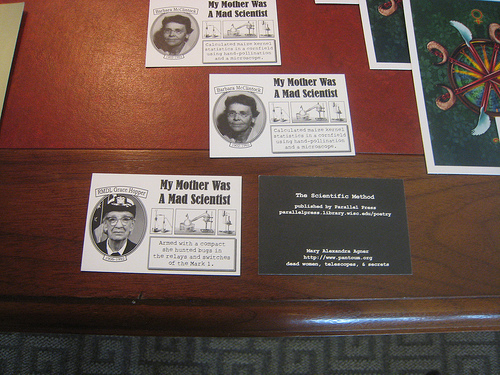 Barbara McClintock
My Mother Was
A Mad Scientist
Calculated maize kernel
statistics in a cornfield
using hand-pollination
and a microscope.
Barbara McClintock
My Mother Was
A Mad Scientist
Calculated maize kernel
statistics in a cornfield
using hand-pollination
and a microscope.
RMDL Grace Hopper
My Mother Was
A Mad Scientist
Armed with a compact
she hunted bugs in
the relays and switches
of the Mark 1.
The Scientific Method
published by Parallel Press
parallelpress.library.wisc.edu/poetry
Mary Alexandra Agner
http://www.pantoum.org
dead women, telescopes, & secrets